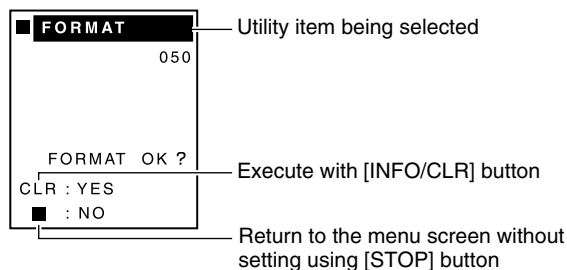 ■ FORMAT
Utility item being selected
050
FORMAT OK ?
Execute with [INFO/CLR] button
CLR : YES
■ : NO
Return to the menu screen without
setting using [STOP] button